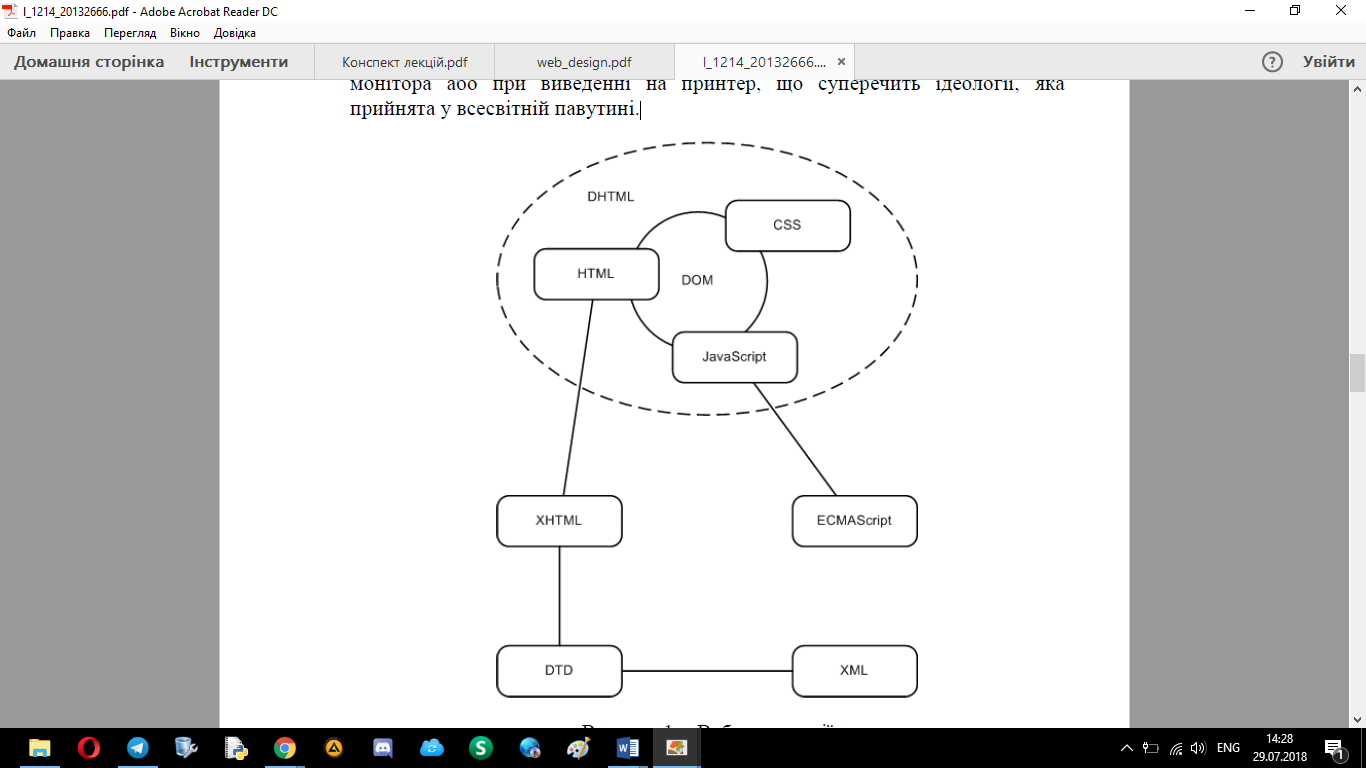 l_1214_20132666.pdf - Adobe Acrobat Reader DC
Файл Правка Перегляд Вікно Довідка
Домашня сторінка Інструменти Конспект лекцій.pdf web_design.pdf l_1214_20132666.... × ? Увійти
монітора або при виведенні на принтер, що суперечить ідеології, яка
прийнята у всесвітній павутині.
DHTML
CSS
HTML
DOM
JavaScript
XHTML
ECMAScript
DTD
XML
ENG
14:28
29.07.2018
1